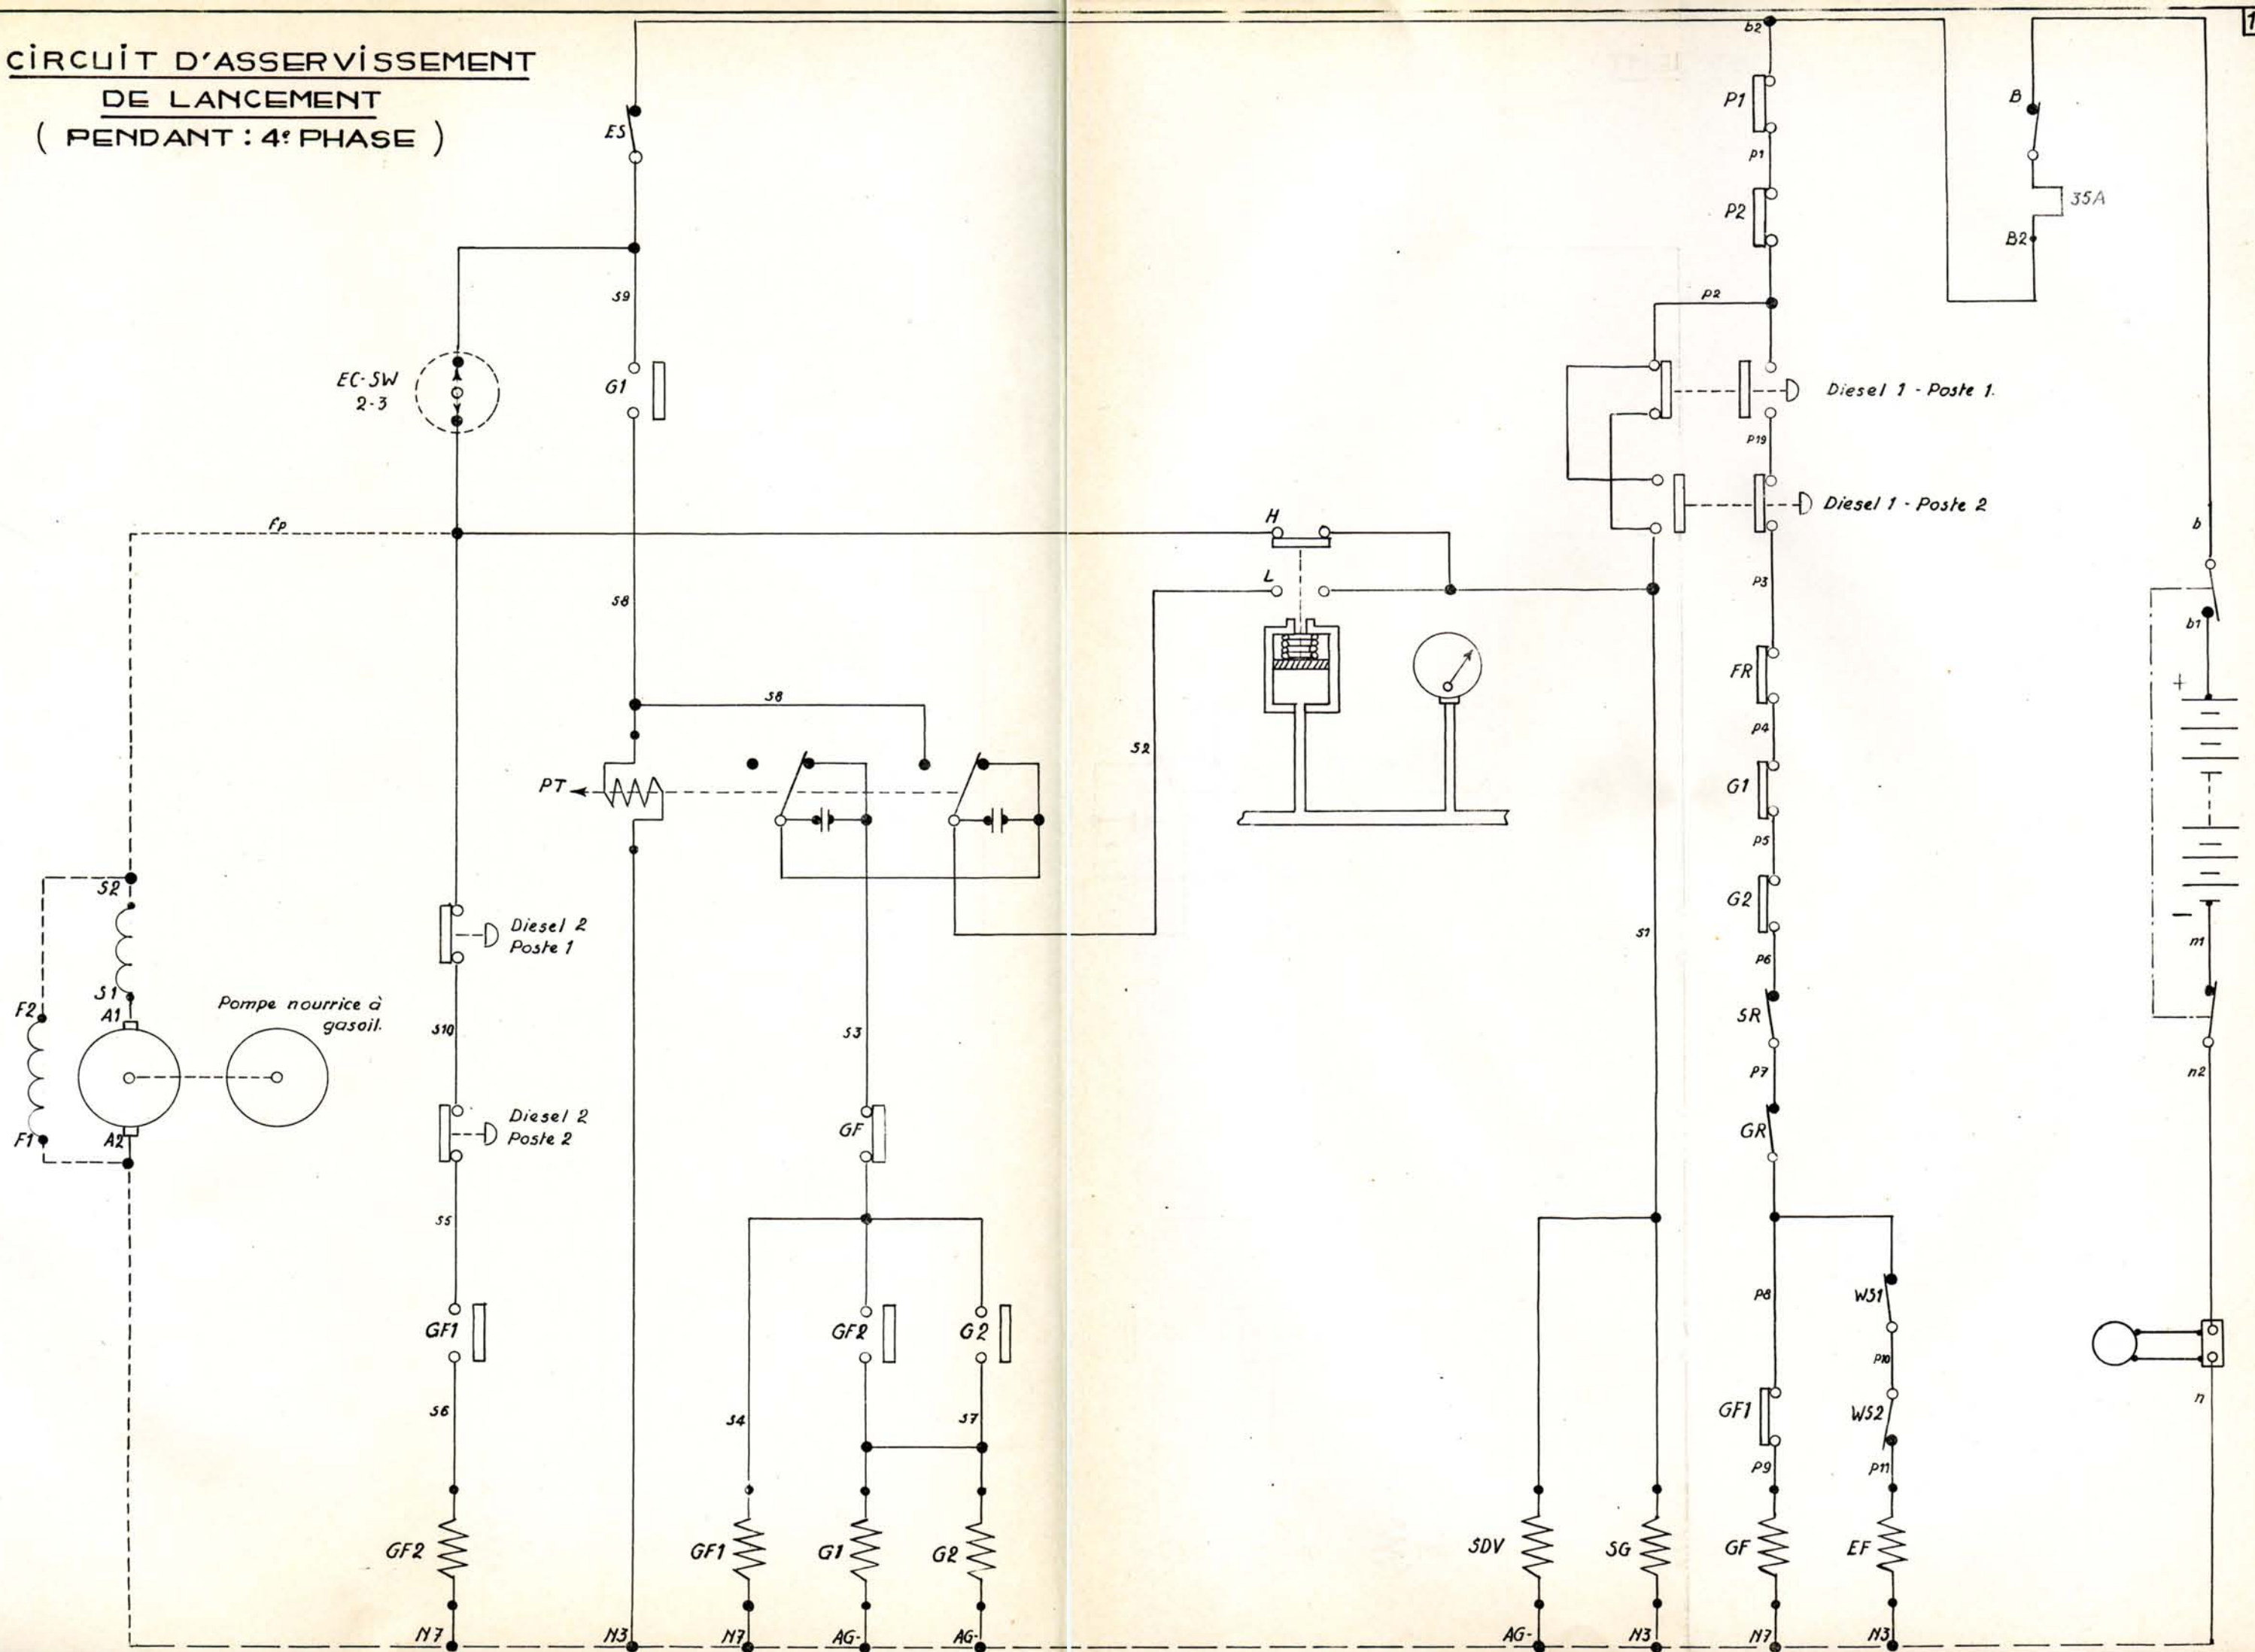 CIRCUIT D'ASSERVISSEMENT
DE LANCEMENT
( PENDANT : 4e PHASE )
b2
ES
P1
p1
P2
B
35A
B2
S9
p2
EC-SW
2-3
G1
Diesel 1 - Poste 1.
p19
Diesel 1 - Poste 2
Fp
H
L
b
p3
S8
b1
+
FR
S8
p4
S2
PT
G1
p5
G2
S2
Diesel 2
Poste 1
S1
p6
−
m1
S1
F2
A1
Pompe nourrice à
gasoil.
S10
S3
SR
p7
n2
F1
A2
Diesel 2
Poste 2
GF
GR
S5
p8
WS1
GF1
GF2
G2
p10
S6
S4
S7
GF1
WS2
n
p9
p11
GF2
GF1
G1
G2
SDV
SG
GF
EF
N7
N3
N7
AG-
AG-
AG-
N3
N7
N3